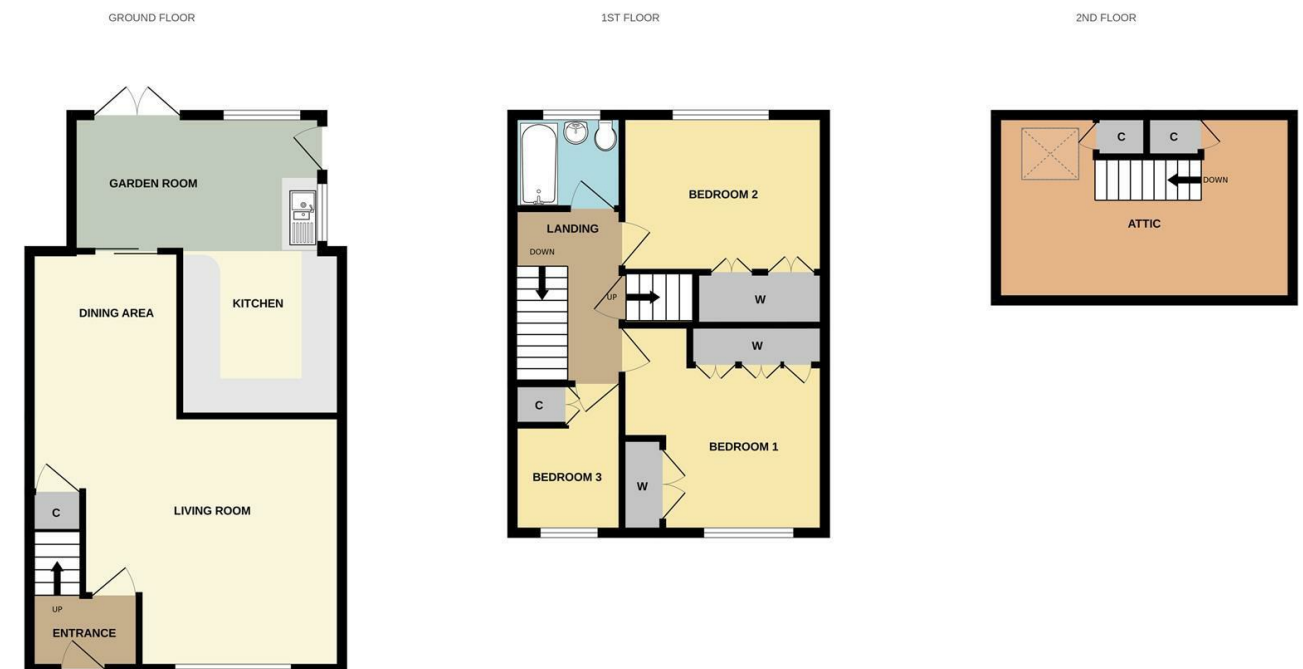 GROUND FLOOR
GARDEN ROOM
KITCHEN
DINING AREA
LIVING ROOM
C
UP
ENTRANCE
1ST FLOOR
BEDROOM 2
LANDING
DOWN
UP
W
W
C
BEDROOM 1
BEDROOM 3
W
2ND FLOOR
C
C
DOWN
ATTIC